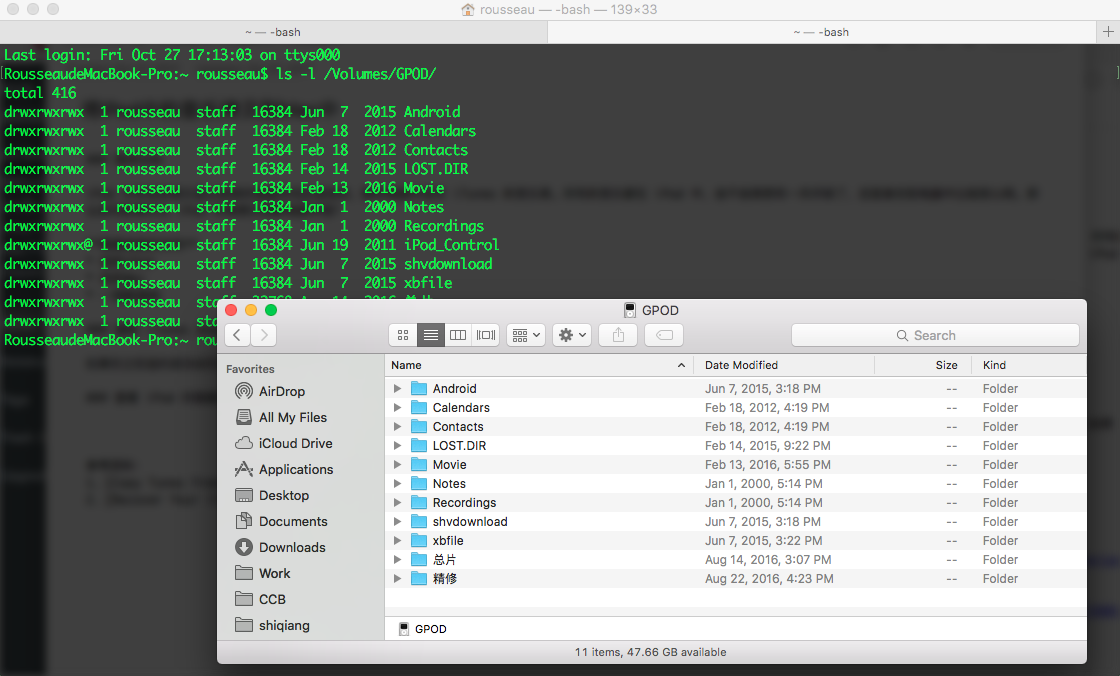 rousseau — -bash — 139×33
~ — -bash
~ — -bash
Last login: Fri Oct 27 17:13:03 on ttys000
[RousseaudeMacBook-Pro:~ rousseau$ ls -l /Volumes/GPOD/ ]
total 416
drwxrwxrwx 1 rousseau staff 16384 Jun 7 2015 Android
drwxrwxrwx 1 rousseau staff 16384 Feb 18 2012 Calendars
drwxrwxrwx 1 rousseau staff 16384 Feb 18 2012 Contacts
drwxrwxrwx 1 rousseau staff 16384 Feb 14 2015 LOST.DIR
drwxrwxrwx 1 rousseau staff 16384 Feb 13 2016 Movie
drwxrwxrwx 1 rousseau staff 16384 Jan 1 2000 Notes
drwxrwxrwx 1 rousseau staff 16384 Jan 1 2000 Recordings
drwxrwxrwx@ 1 rousseau staff 16384 Jun 19 2011 iPod_Control
drwxrwxrwx 1 rousseau staff 16384 Jun 7 2015 shvdownload
drwxrwxrwx 1 rousseau staff 16384 Jun 7 2015 xbfile
drwxrwxrwx 1 rousseau
drwxrwxrwx 1 rousseau
RousseaudeMacBook-Pro:~
GPOD
Search
Favorites
AirDrop
All My Files
iCloud Drive
Applications
Desktop
Documents
Downloads
Work
CCB
shiqiang
Name Date Modified Size Kind
Android Jun 7, 2015, 3:18 PM -- Folder
Calendars Feb 18, 2012, 4:19 PM -- Folder
Contacts Feb 18, 2012, 4:19 PM -- Folder
LOST.DIR Feb 14, 2015, 9:22 PM -- Folder
Movie Feb 13, 2016, 5:55 PM -- Folder
Notes Jan 1, 2000, 5:14 PM -- Folder
Recordings Jan 1, 2000, 5:14 PM -- Folder
shvdownload Jun 7, 2015, 3:18 PM -- Folder
xbfile Jun 7, 2015, 3:22 PM -- Folder
总片 Aug 14, 2016, 3:07 PM -- Folder
精修 Aug 22, 2016, 4:23 PM -- Folder
GPOD
11 items, 47.66 GB available